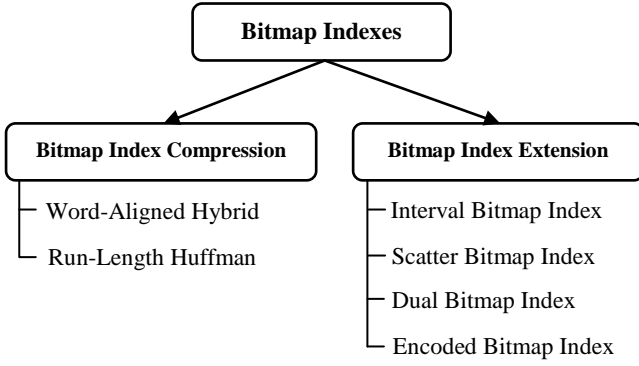 Bitmap Indexes
Bitmap Index Compression
Word-Aligned Hybrid
Run-Length Huffman
Bitmap Index Extension
Interval Bitmap Index
Scatter Bitmap Index
Dual Bitmap Index
Encoded Bitmap Index